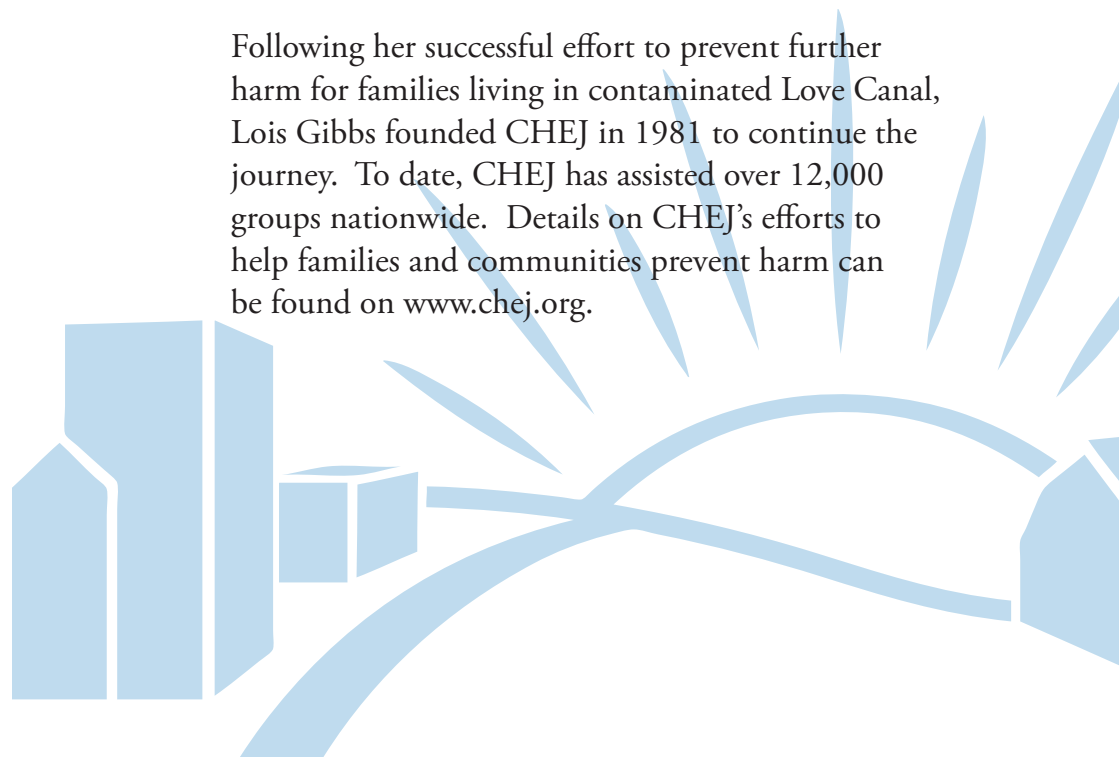 Following her successful effort to prevent further
harm for families living in contaminated Love Canal,
Lois Gibbs founded CHEJ in 1981 to continue the
journey.  To date, CHEJ has assisted over 12,000
groups nationwide.  Details on CHEJ’s efforts to
help families and communities prevent harm can
be found on www.chej.org.